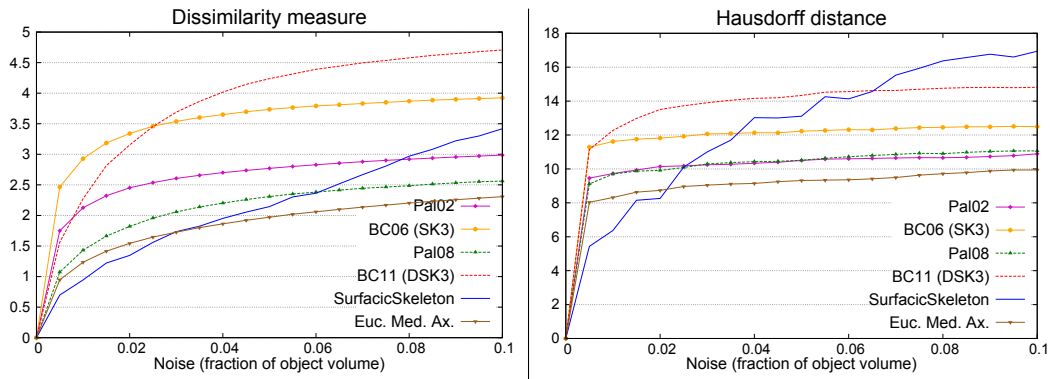 Dissimilarity measure
5
4.5
4
3.5
3
2.5
2
1.5
1
0.5
0
0 0.02 0.04 0.06 0.08 0.1
Noise (fraction of object volume)
Pal02
BC06 (SK3)
Pal08
BC11 (DSK3)
SurfacicSkeleton
Euc. Med. Ax.
Hausdorff distance
18
16
14
12
10
8
6
4
2
0
0 0.02 0.04 0.06 0.08 0.1
Noise (fraction of object volume)
Pal02
BC06 (SK3)
Pal08
BC11 (DSK3)
SurfacicSkeleton
Euc. Med. Ax.